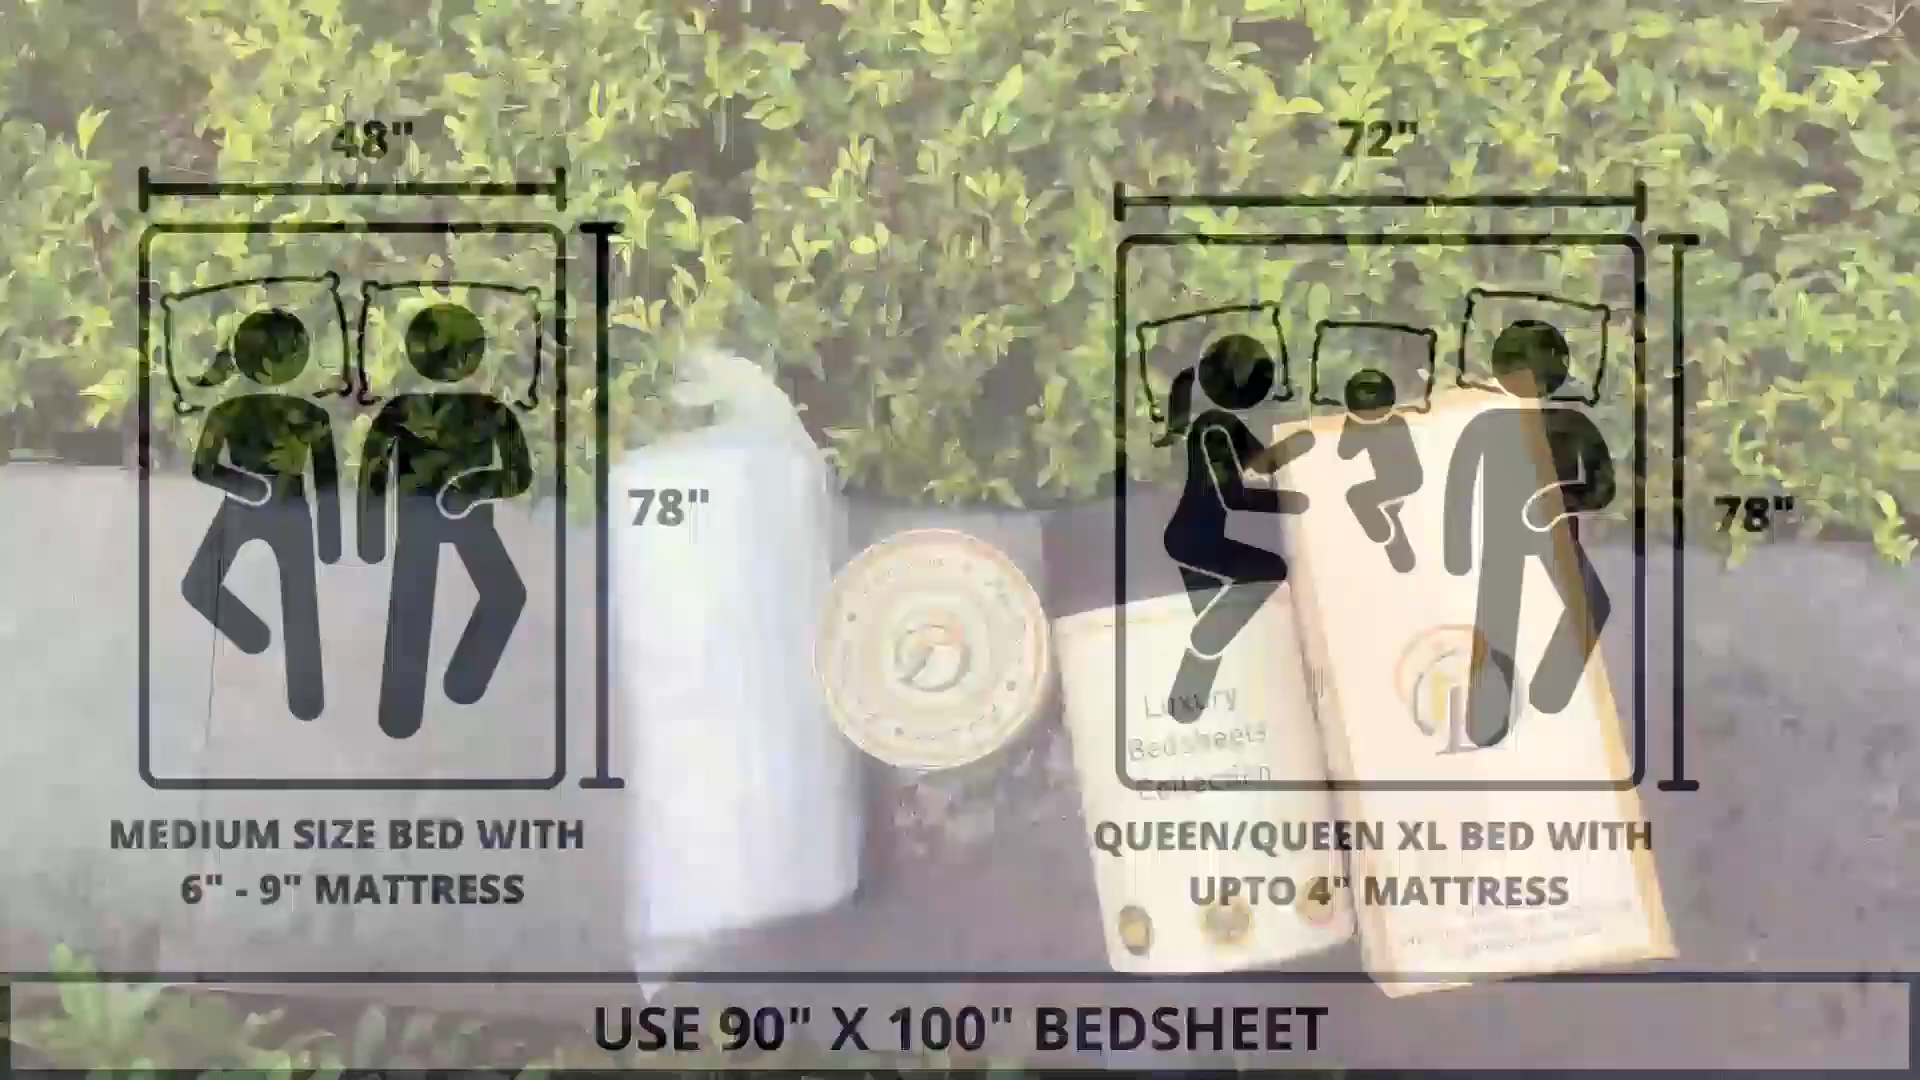 48"
78"
MEDIUM SIZE BED WITH
6" - 9" MATTRESS
72"
78"
QUEEN/QUEEN XL BED WITH
UPTO 4" MATTRESS
Luxury
Bedsheets
Collection
USE 90" X 100" BEDSHEET